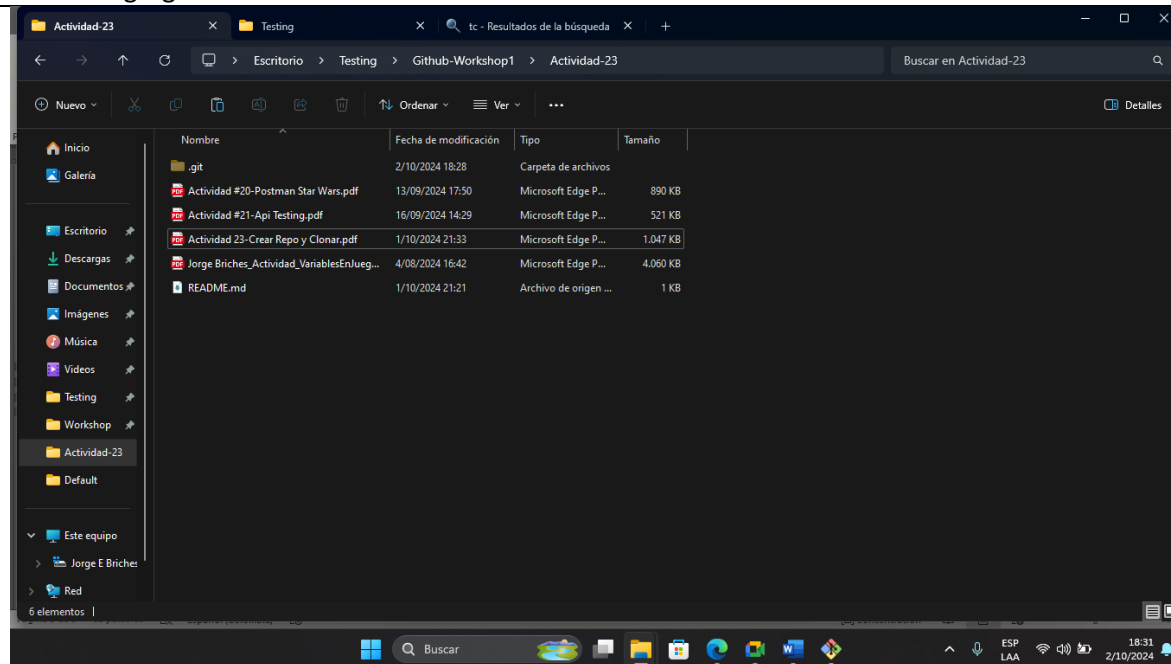 Actividad-23
Testing
tc - Resultados de la búsqueda
Escritorio > Testing > Github-Workshop1 > Actividad-23
Buscar en Actividad-23
Nuevo
Ordenar
Ver
Detalles
Inicio
Galería
Escritorio
Descargas
Documentos
Imágenes
Música
Videos
Testing
Workshop
Actividad-23
Default
Este equipo
Jorge E Briches
Red
Nombre Fecha de modificación Tipo Tamaño
.git 2/10/2024 18:28 Carpeta de archivos
Actividad #20-Postman Star Wars.pdf 13/09/2024 17:50 Microsoft Edge P... 890 KB
Actividad #21-Api Testing.pdf 16/09/2024 14:29 Microsoft Edge P... 521 KB
Actividad 23-Crear Repo y Clonar.pdf 1/10/2024 21:33 Microsoft Edge P... 1.047 KB
Jorge Briches_Actividad_VariablesEnJueg... 4/08/2024 16:42 Microsoft Edge P... 4.060 KB
README.md 1/10/2024 21:21 Archivo de origen ... 1 KB
6 elementos
Buscar
ESP
LAA
18:31
2/10/2024